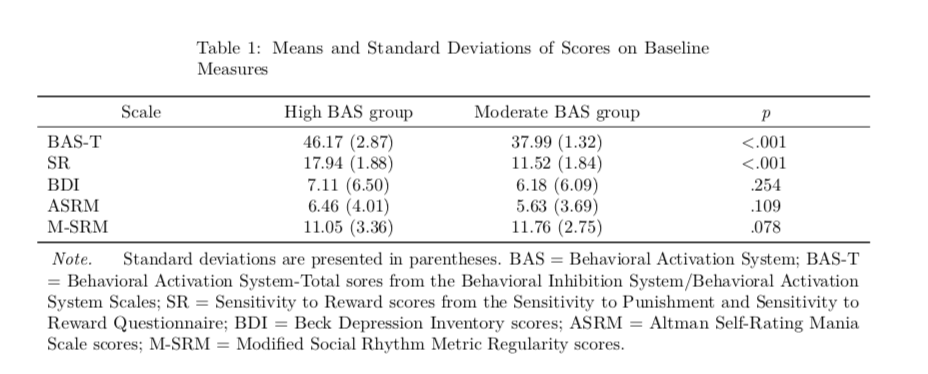 Table 1: Means and Standard Deviations of Scores on Baseline
Measures
Scale High BAS group Moderate BAS group p
BAS-T 46.17 (2.87) 37.99 (1.32) <.001
SR 17.94 (1.88) 11.52 (1.84) <.001
BDI 7.11 (6.50) 6.18 (6.09) .254
ASRM 6.46 (4.01) 5.63 (3.69) .109
M-SRM 11.05 (3.36) 11.76 (2.75) .078
Note. Standard deviations are presented in parentheses. BAS = Behavioral Activation System; BAS-T
= Behavioral Activation System-Total sores from the Behavioral Inhibition System/Behavioral Activation
System Scales; SR = Sensitivity to Reward scores from the Sensitivity to Punishment and Sensitivity to
Reward Questionnaire; BDI = Beck Depression Inventory scores; ASRM = Altman Self-Rating Mania
Scale scores; M-SRM = Modified Social Rhythm Metric Regularity scores.